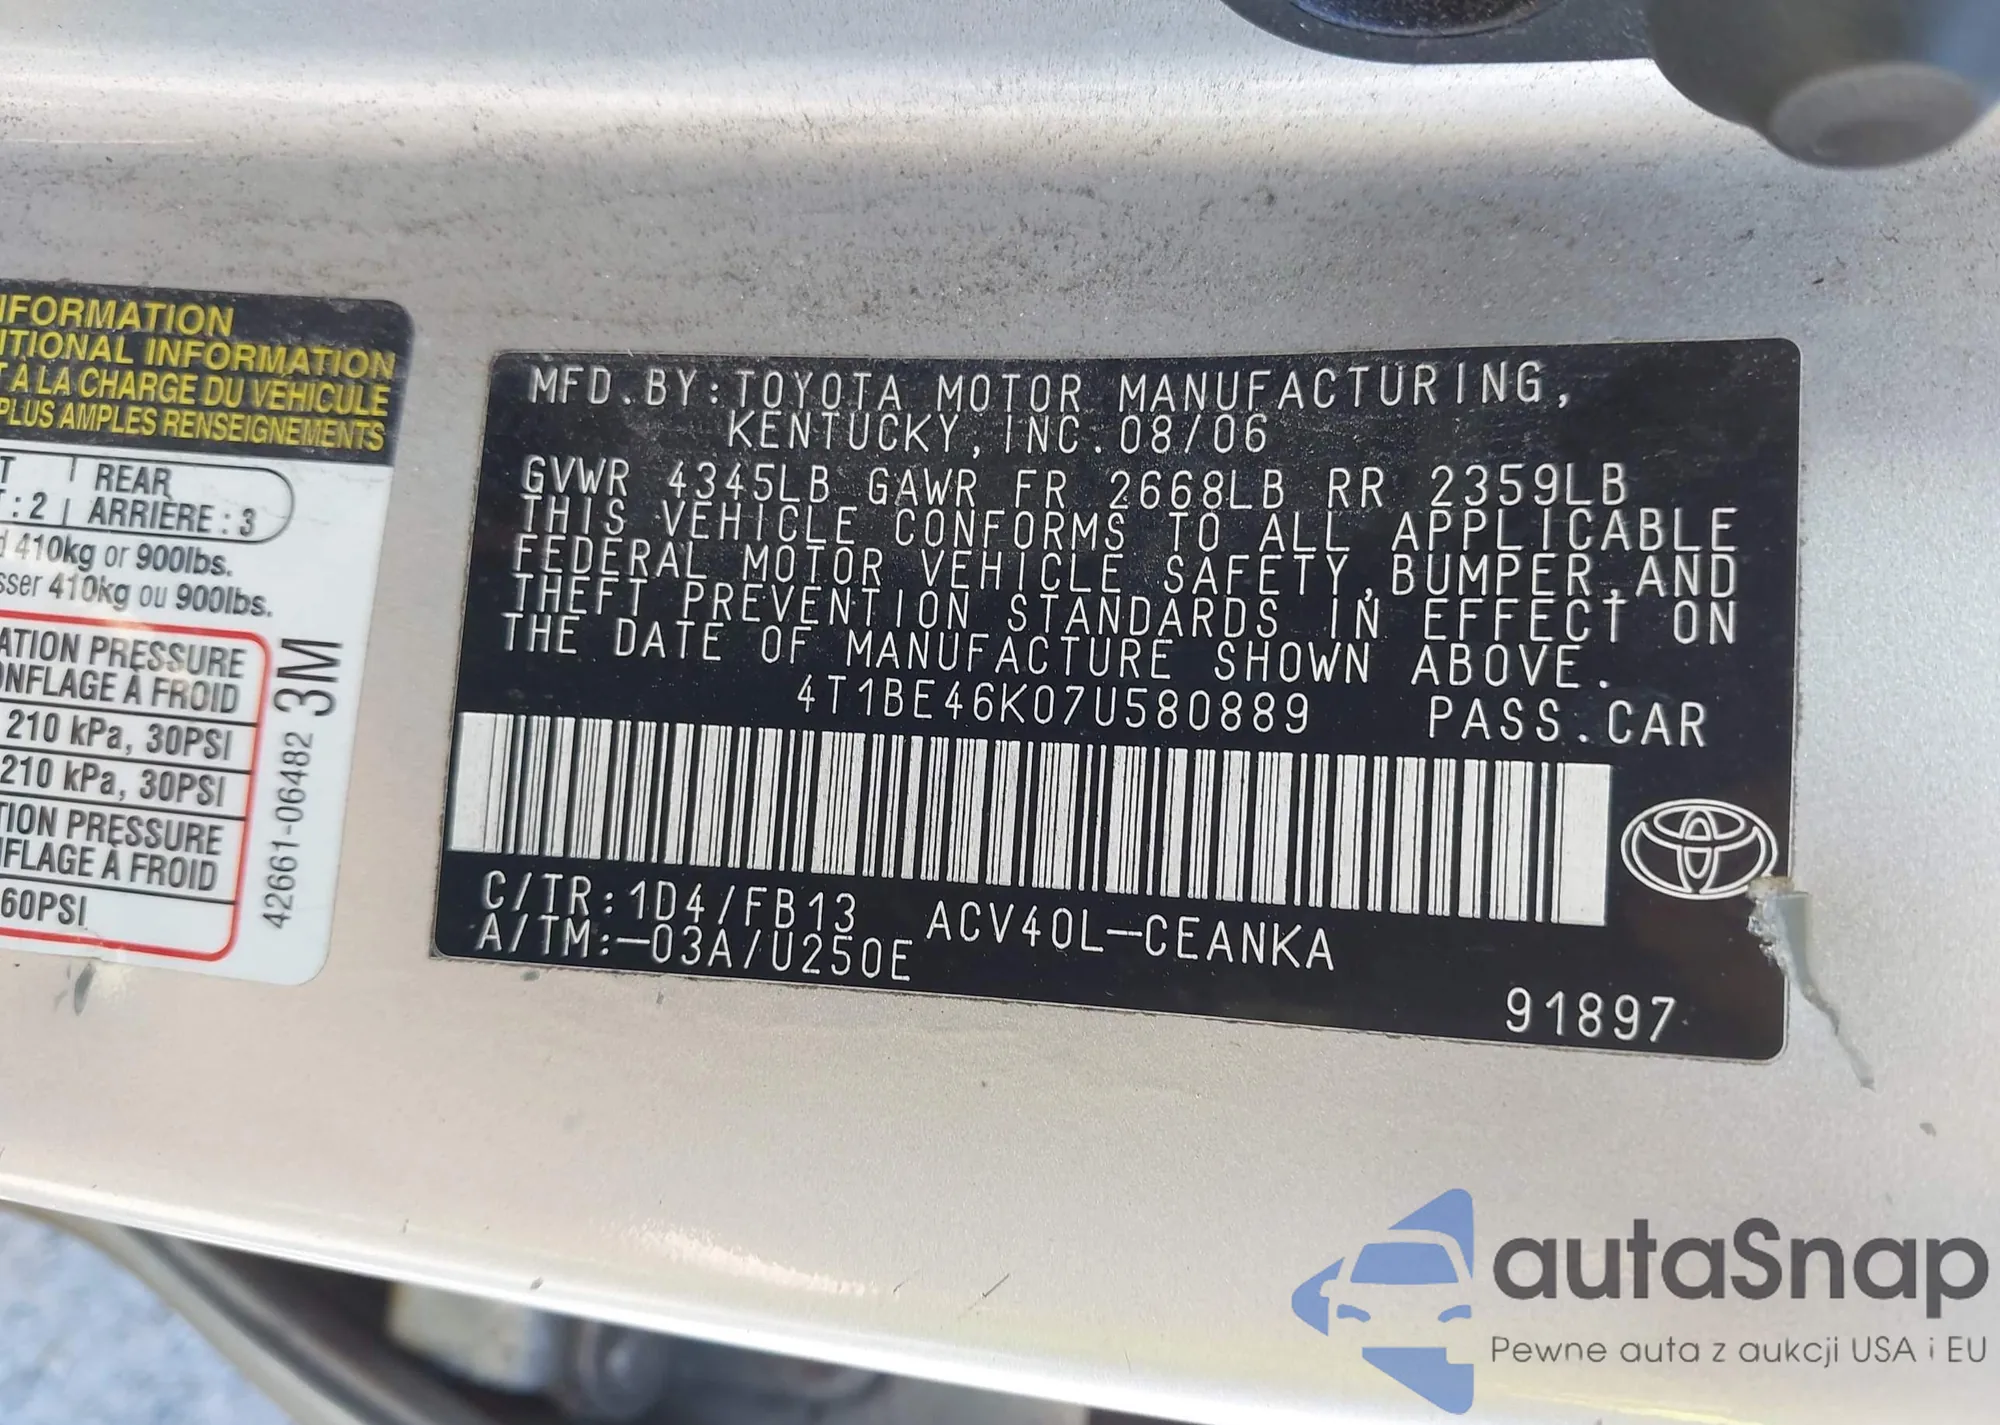 NFORMATION
ITIONAL INFORMATION
T À LA CHARGE DU VÉHICULE
PLUS AMPLES RENSEIGNEMENTS
T
REAR
: 2
ARRIÈRE : 3
410kg or 900lbs.
sser 410kg ou 900lbs.
ATION PRESSURE
ONFLAGE À FROID
210 kPa, 30PSI
210 kPa, 30PSI
TION PRESSURE
NFLAGE À FROID
60PSI
42661-06482 3M
MFD.BY:TOYOTA MOTOR MANUFACTURING,
KENTUCKY,INC.08/06
GVWR 4345LB GAWR FR 2668LB RR 2359LB
THIS VEHICLE CONFORMS TO ALL APPLICABLE
FEDERAL MOTOR VEHICLE SAFETY,BUMPER,AND
THEFT PREVENTION STANDARDS IN EFFECT ON
THE DATE OF MANUFACTURE SHOWN ABOVE.
4T1BE46K07U580889 PASS.CAR
C/TR:1D4/FB13 ACV40L-CEANKA
A/TM:-03A/U250E
91897
autaSnap
Pewne auta z aukcji USA i EU